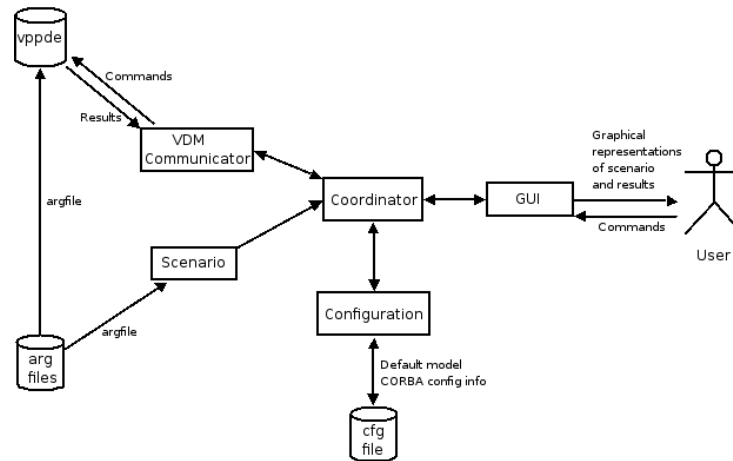 vppde
Commands
Results
VDM
Communicator
Graphical
representations
of scenario
and results
Coordinator
GUI
argfile
Commands
User
Scenario
Configuration
argfile
arg
files
Default model
CORBA config info
cfg
file